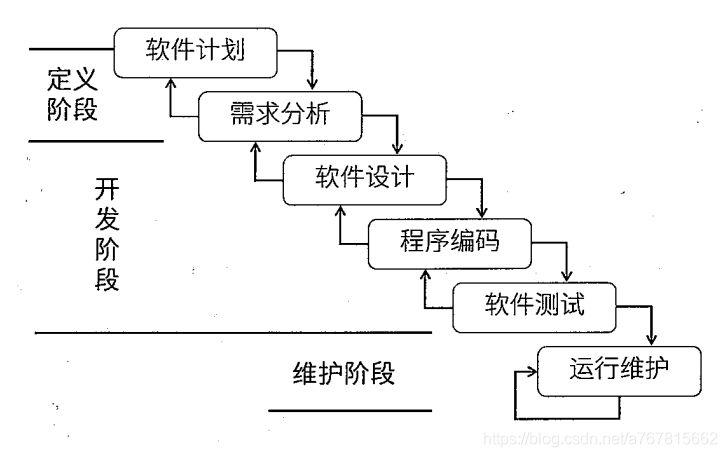 软件计划
定义
阶段
需求分析
软件设计
开
发
阶
段
程序编码
软件测试
运行维护
维护阶段
https://blog.csdn.net/a767815662